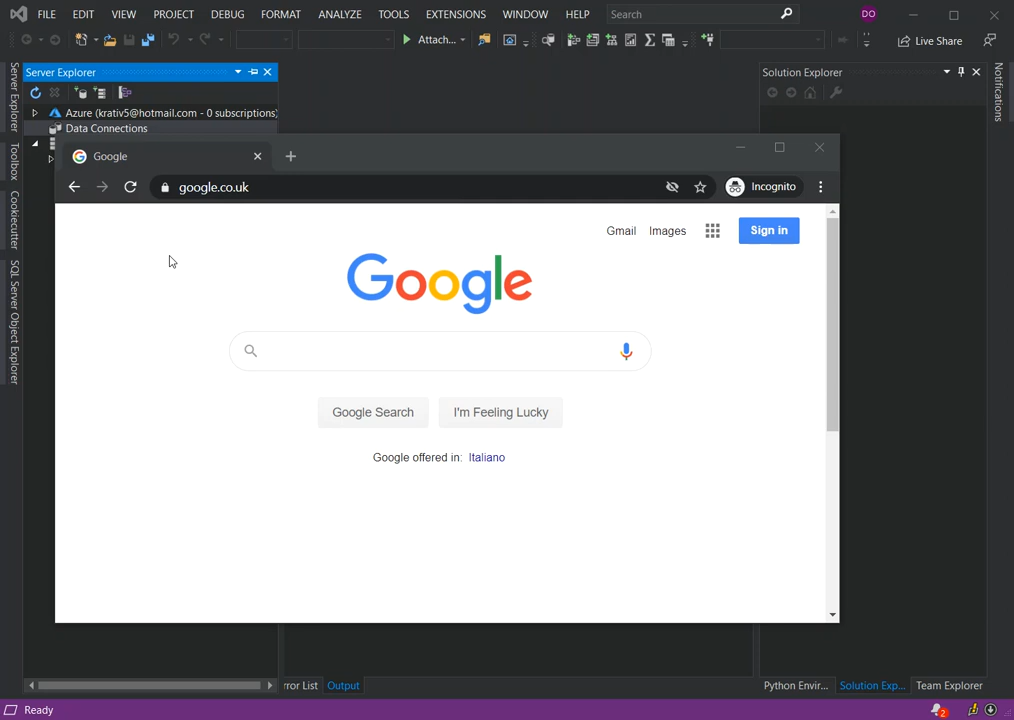 FILE EDIT VIEW PROJECT DEBUG FORMAT ANALYZE TOOLS EXTENSIONS WINDOW HELP Search DO
Attach... Live Share
Server Explorer
Toolbox
Cookiecutter
SQL Server Object Explorer
Server Explorer
Azure (krativ5@hotmail.com - 0 subscriptions)
Data Connections
Solution Explorer
Notifications
Google
google.co.uk Incognito
Gmail Images Sign in
Google
Google Search I'm Feeling Lucky
Google offered in: Italiano
rror List Output
Python Envir... Solution Exp... Team Explorer
Ready 2